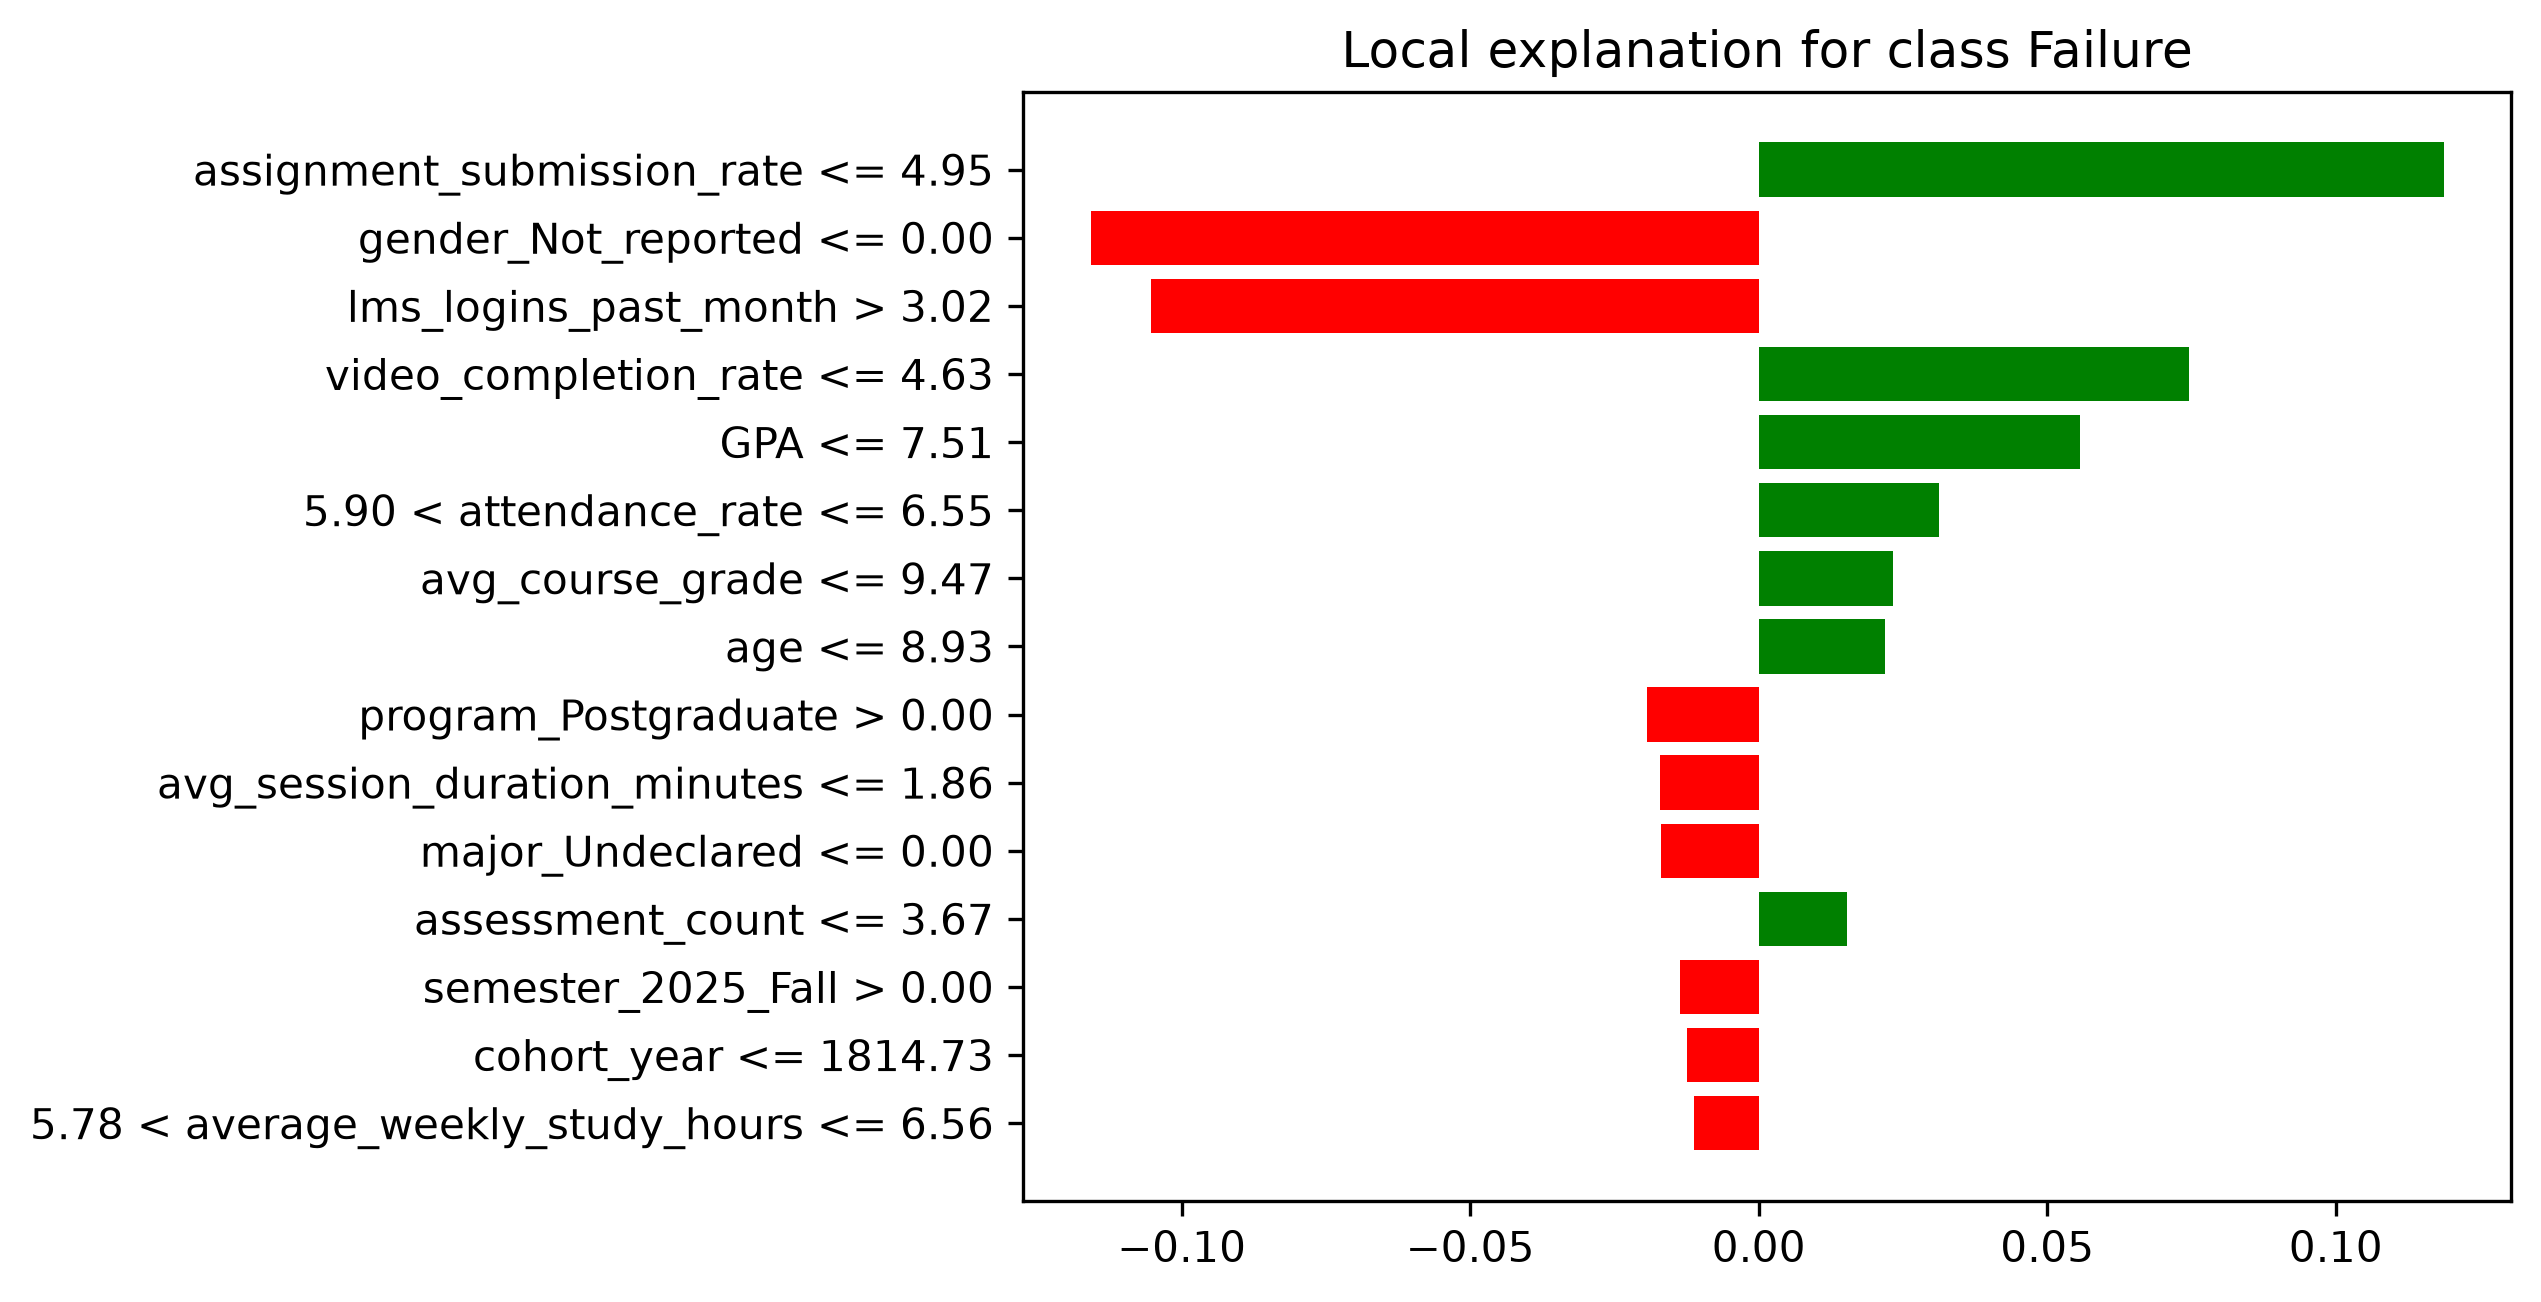 Local explanation for class Failure
assignment_submission_rate <= 4.95
gender_Not_reported <= 0.00
lms_logins_past_month > 3.02
video_completion_rate <= 4.63
GPA <= 7.51
5.90 < attendance_rate <= 6.55
avg_course_grade <= 9.47
age <= 8.93
program_Postgraduate > 0.00
avg_session_duration_minutes <= 1.86
major_Undeclared <= 0.00
assessment_count <= 3.67
semester_2025_Fall > 0.00
cohort_year <= 1814.73
5.78 < average_weekly_study_hours <= 6.56
−0.10 −0.05 0.00 0.05 0.10